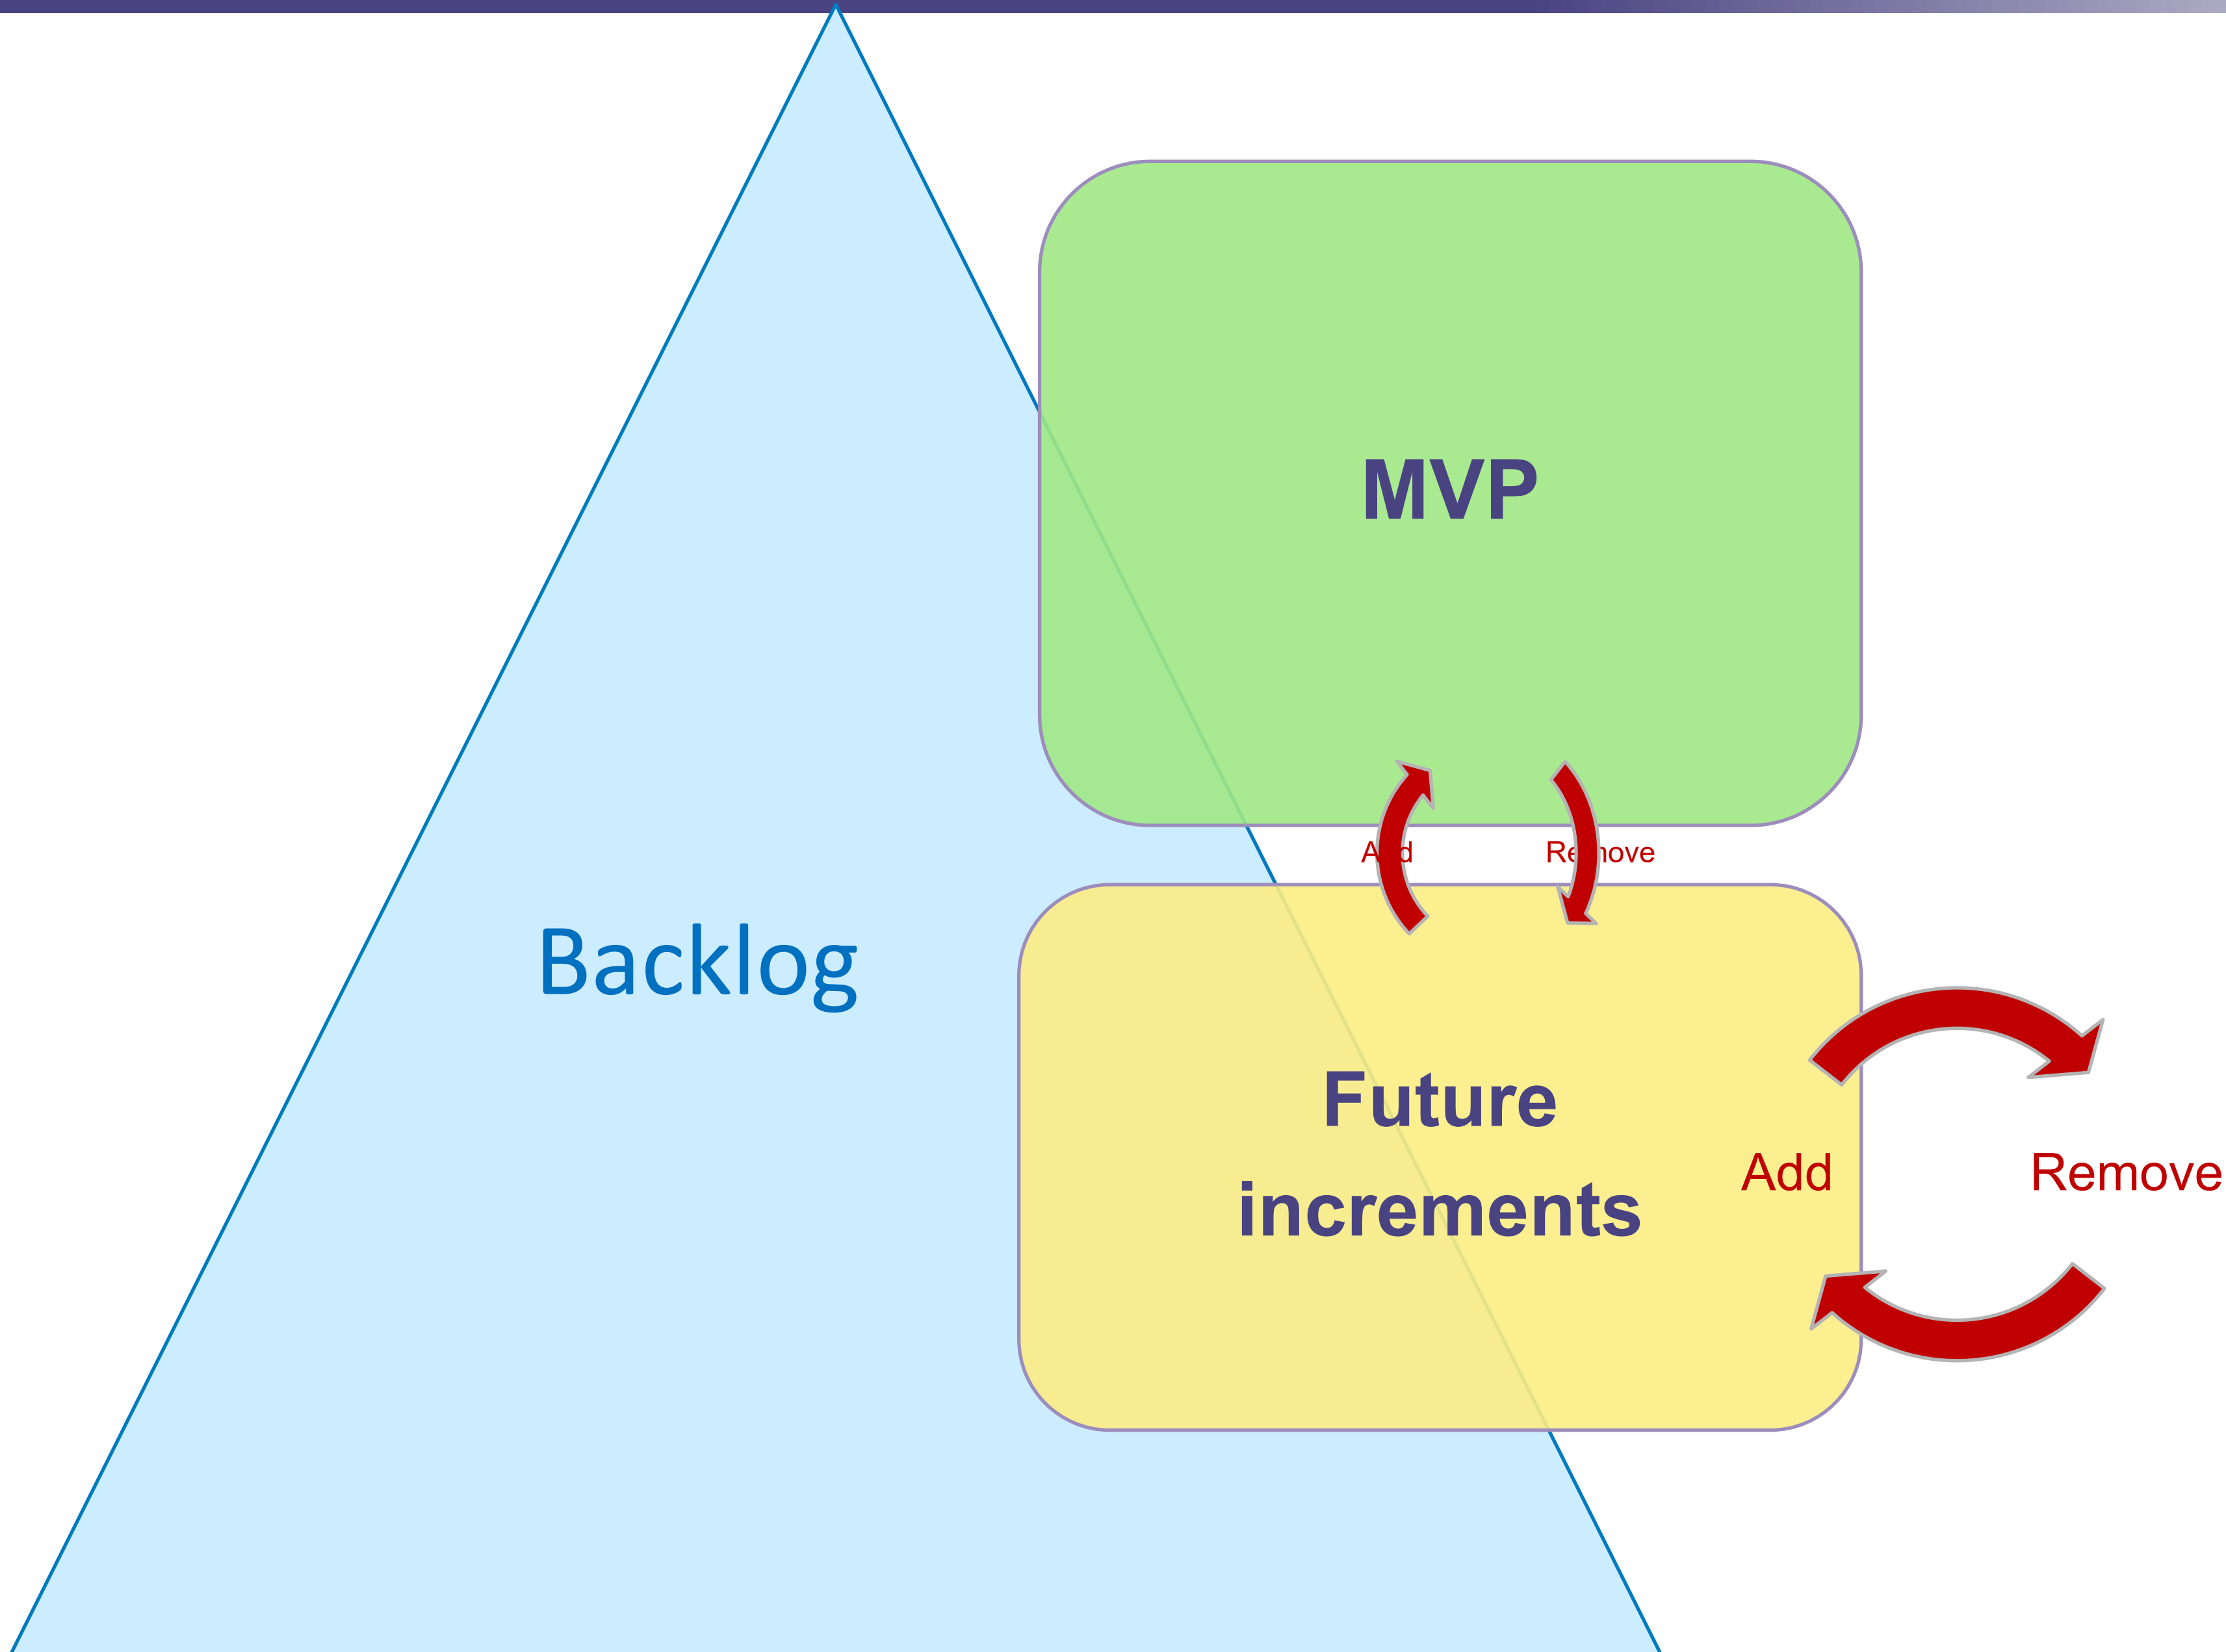 MVP
Add
Remove
Backlog
Future
increments
Add
Remove